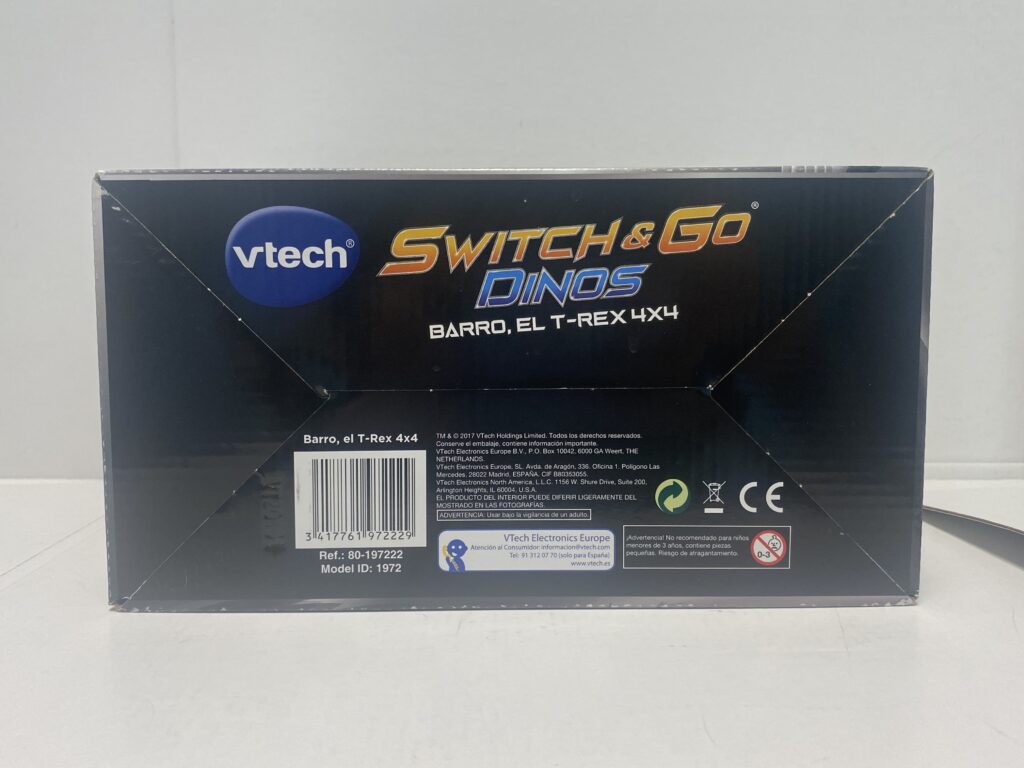 vtech®
SWITCH & GO®
DINOS
BARRO, EL T-REX 4X4
Barro, el T-Rex 4x4
3 417761 972229
Ref.: 80-197222
Model ID: 1972
TM & © 2017 VTech Holdings Limited. Todos los derechos reservados.
Conserve el embalaje, contiene información importante.
VTech Electronics Europe B.V., P.O. Box 10042, 6000 GA Weert, THE
NETHERLANDS.
VTech Electronics Europe, SL. Avda. de Aragón, 336, Oficina 1. Polígono Las
Mercedes. 28022 Madrid, ESPAÑA. CIF B80353055.
VTech Electronics North America, L.L.C. 1156 W. Shure Drive, Suite 200,
Arlington Heights, IL 60004, U.S.A.
EL PRODUCTO DEL INTERIOR PUEDE DIFERIR LIGERAMENTE DEL
MOSTRADO EN LAS FOTOGRAFÍAS.
ADVERTENCIA: Usar bajo la vigilancia de un adulto.
CE
VTech Electronics Europe
Atención al Consumidor: informacion@vtech.com
Tel: 91 312 07 70 (solo para España)
www.vtech.es
¡Advertencia! No recomendado para niños
menores de 3 años, contiene piezas
pequeñas. Riesgo de atragantamiento.
0-3